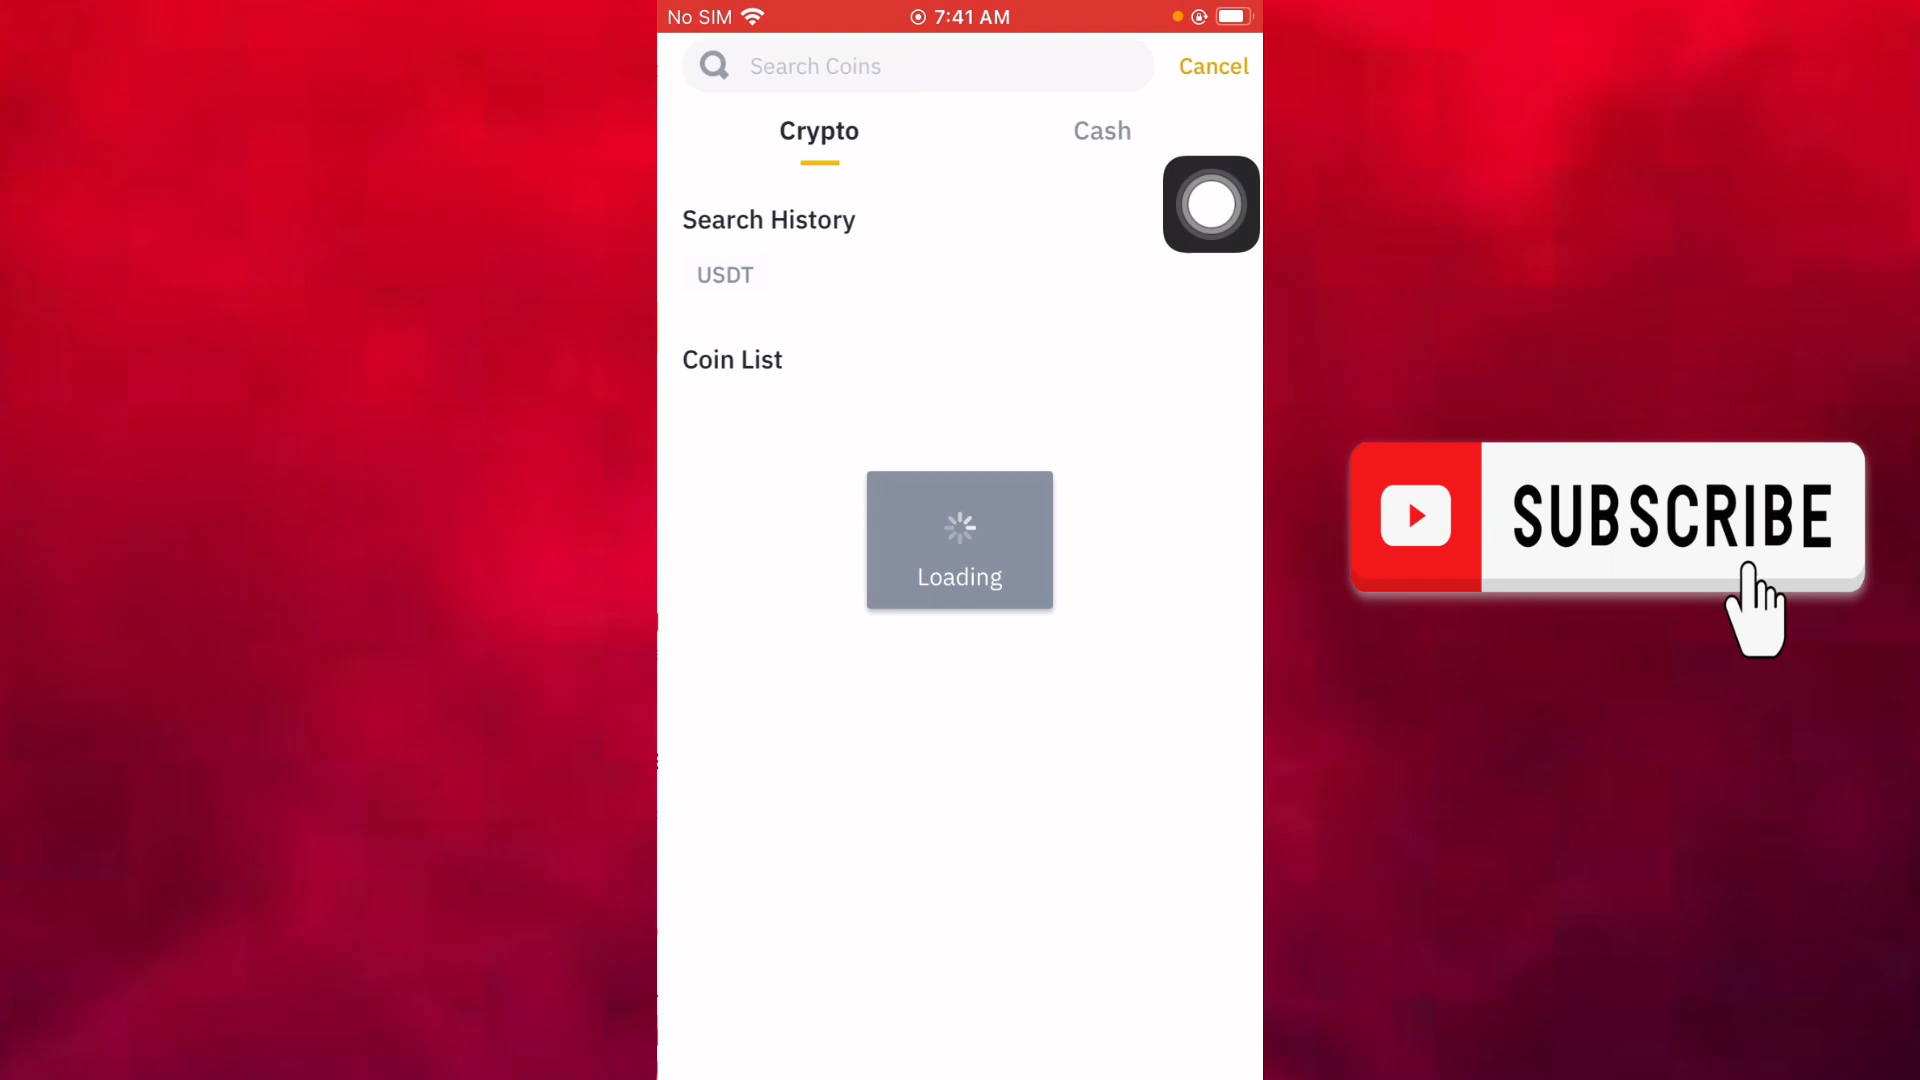 No SIM 7:41 AM
Search Coins Cancel
Crypto Cash
Search History
USDT
Coin List
Loading
SUBSCRIBE